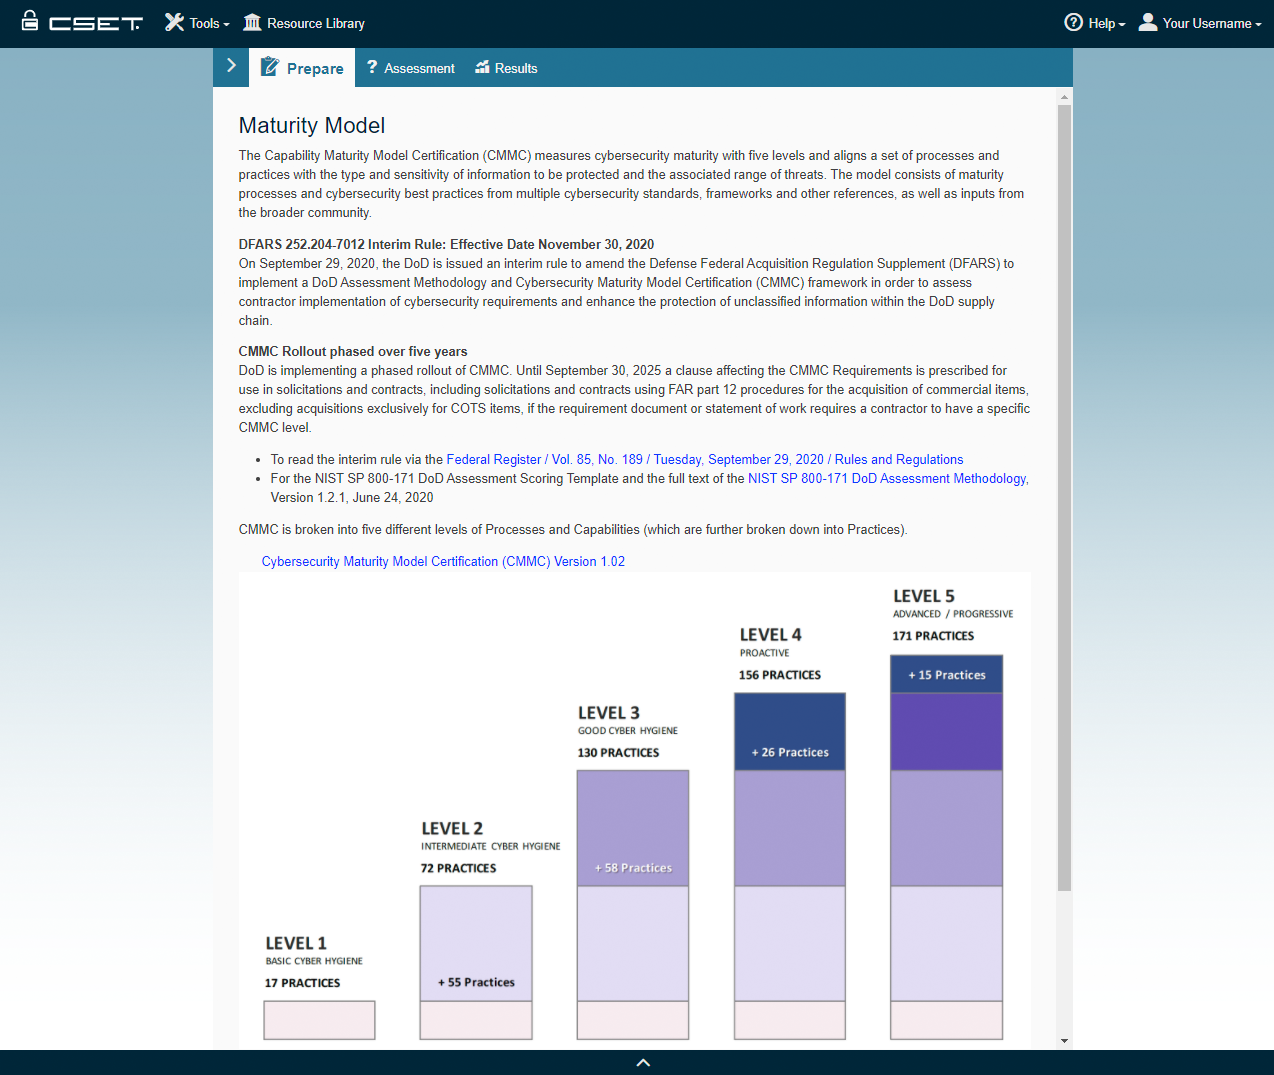 CSET Tools Resource Library Help Your Username
Prepare ? Assessment Results
Maturity Model
The Capability Maturity Model Certification (CMMC) measures cybersecurity maturity with five levels and aligns a set of processes and
practices with the type and sensitivity of information to be protected and the associated range of threats. The model consists of maturity
processes and cybersecurity best practices from multiple cybersecurity standards, frameworks and other references, as well as inputs from
the broader community.
DFARS 252.204-7012 Interim Rule: Effective Date November 30, 2020
On September 29, 2020, the DoD is issued an interim rule to amend the Defense Federal Acquisition Regulation Supplement (DFARS) to
implement a DoD Assessment Methodology and Cybersecurity Maturity Model Certification (CMMC) framework in order to assess
contractor implementation of cybersecurity requirements and enhance the protection of unclassified information within the DoD supply
chain.
CMMC Rollout phased over five years
DoD is implementing a phased rollout of CMMC. Until September 30, 2025 a clause affecting the CMMC Requirements is prescribed for
use in solicitations and contracts, including solicitations and contracts using FAR part 12 procedures for the acquisition of commercial items,
excluding acquisitions exclusively for COTS items, if the requirement document or statement of work requires a contractor to have a specific
CMMC level.
• To read the interim rule via the Federal Register / Vol. 85, No. 189 / Tuesday, September 29, 2020 / Rules and Regulations
• For the NIST SP 800-171 DoD Assessment Scoring Template and the full text of the NIST SP 800-171 DoD Assessment Methodology,
Version 1.2.1, June 24, 2020
CMMC is broken into five different levels of Processes and Capabilities (which are further broken down into Practices).
Cybersecurity Maturity Model Certification (CMMC) Version 1.02
LEVEL 5
ADVANCED / PROGRESSIVE
171 PRACTICES
+ 15 Practices
LEVEL 4
PROACTIVE
156 PRACTICES
+ 26 Practices
LEVEL 3
GOOD CYBER HYGIENE
130 PRACTICES
+ 58 Practices
LEVEL 2
INTERMEDIATE CYBER HYGIENE
72 PRACTICES
+ 55 Practices
LEVEL 1
BASIC CYBER HYGIENE
17 PRACTICES